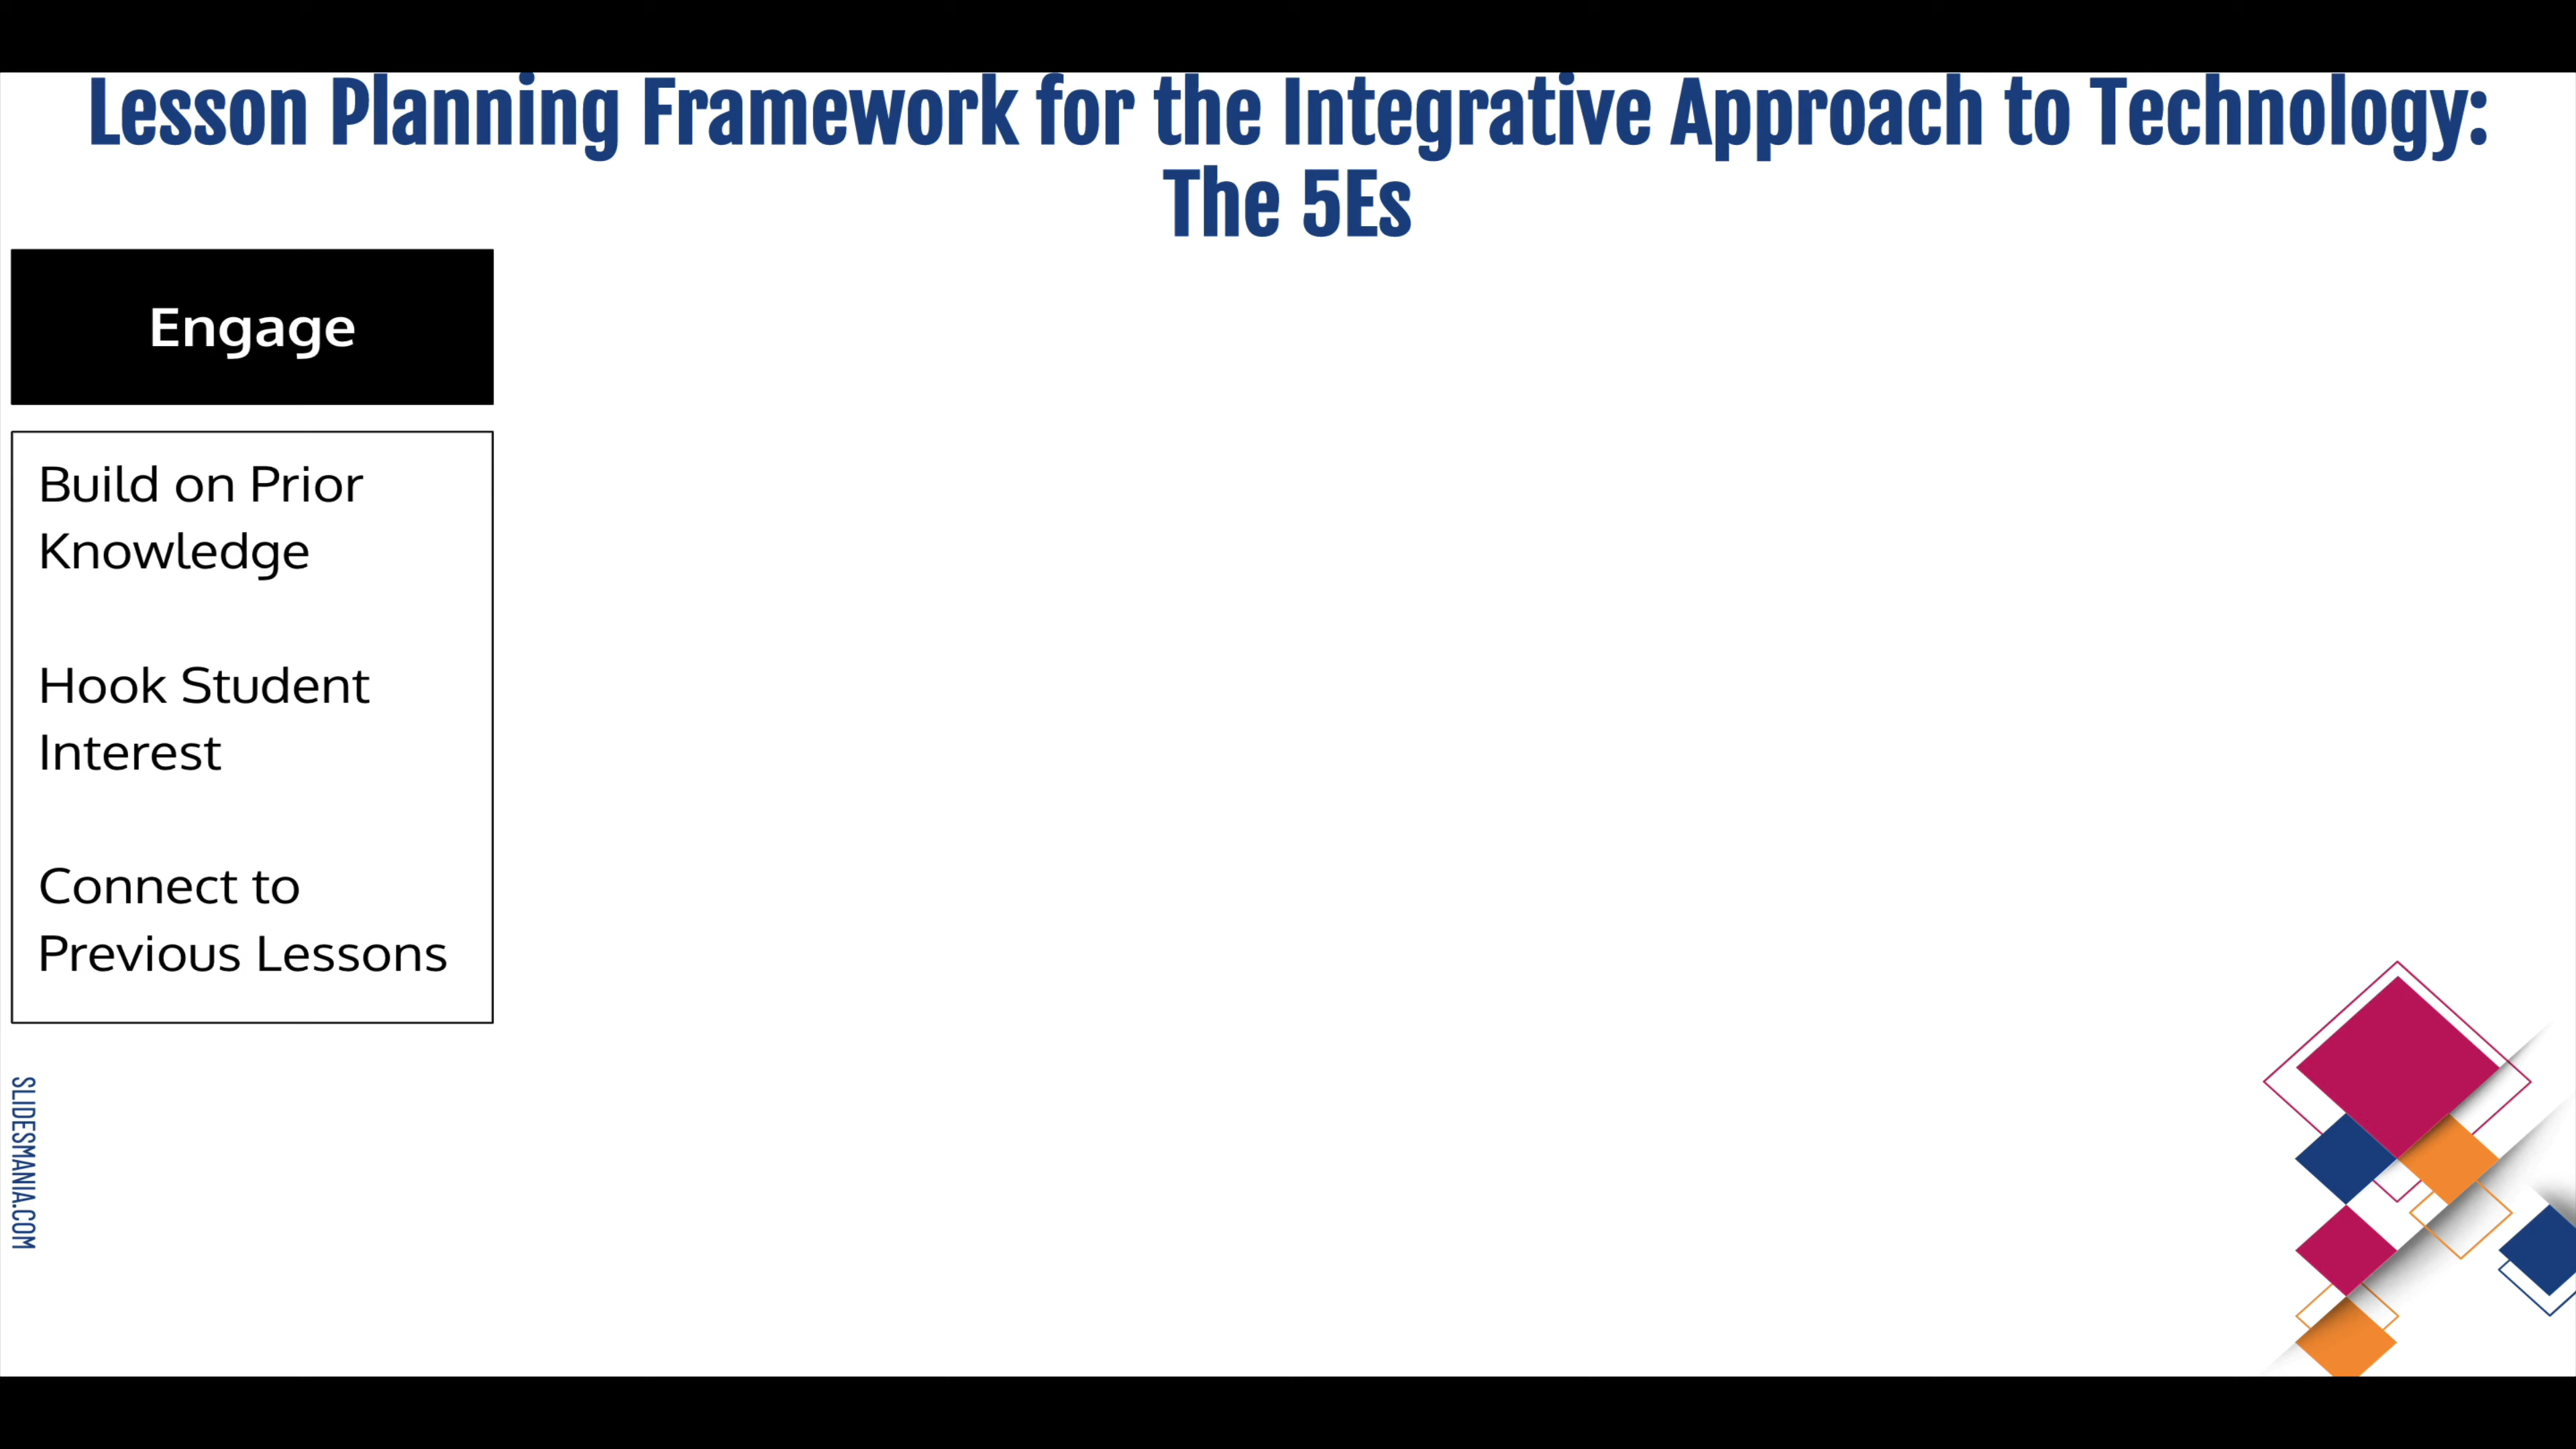 Lesson Planning Framework for the Integrative Approach to Technology:
The 5Es
Engage
Build on Prior
Knowledge
Hook Student
Interest
Connect to
Previous Lessons
SLIDESMANIA.COM